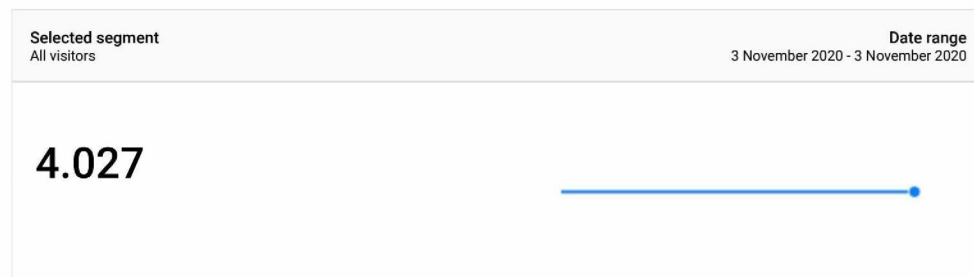 Selected segment
All visitors
Date range
3 November 2020 - 3 November 2020
4.027